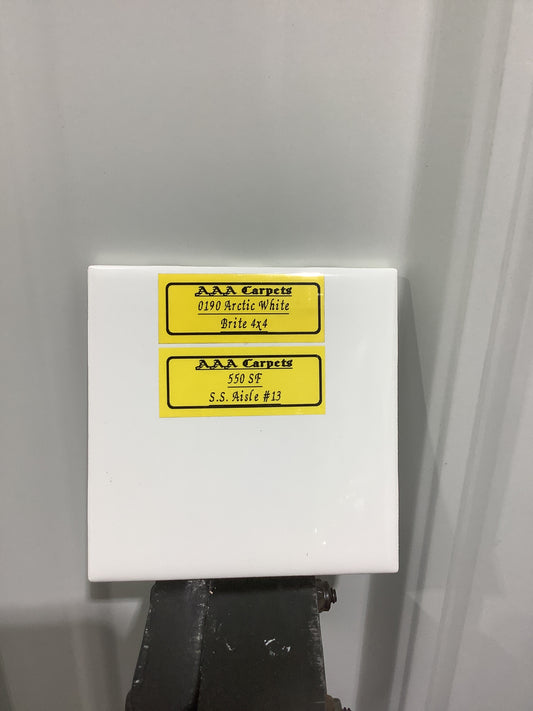 AAA Carpets
0190 Arctic White
Brite 4x4
AAA Carpets
550 SF
S.S. Aisle #13